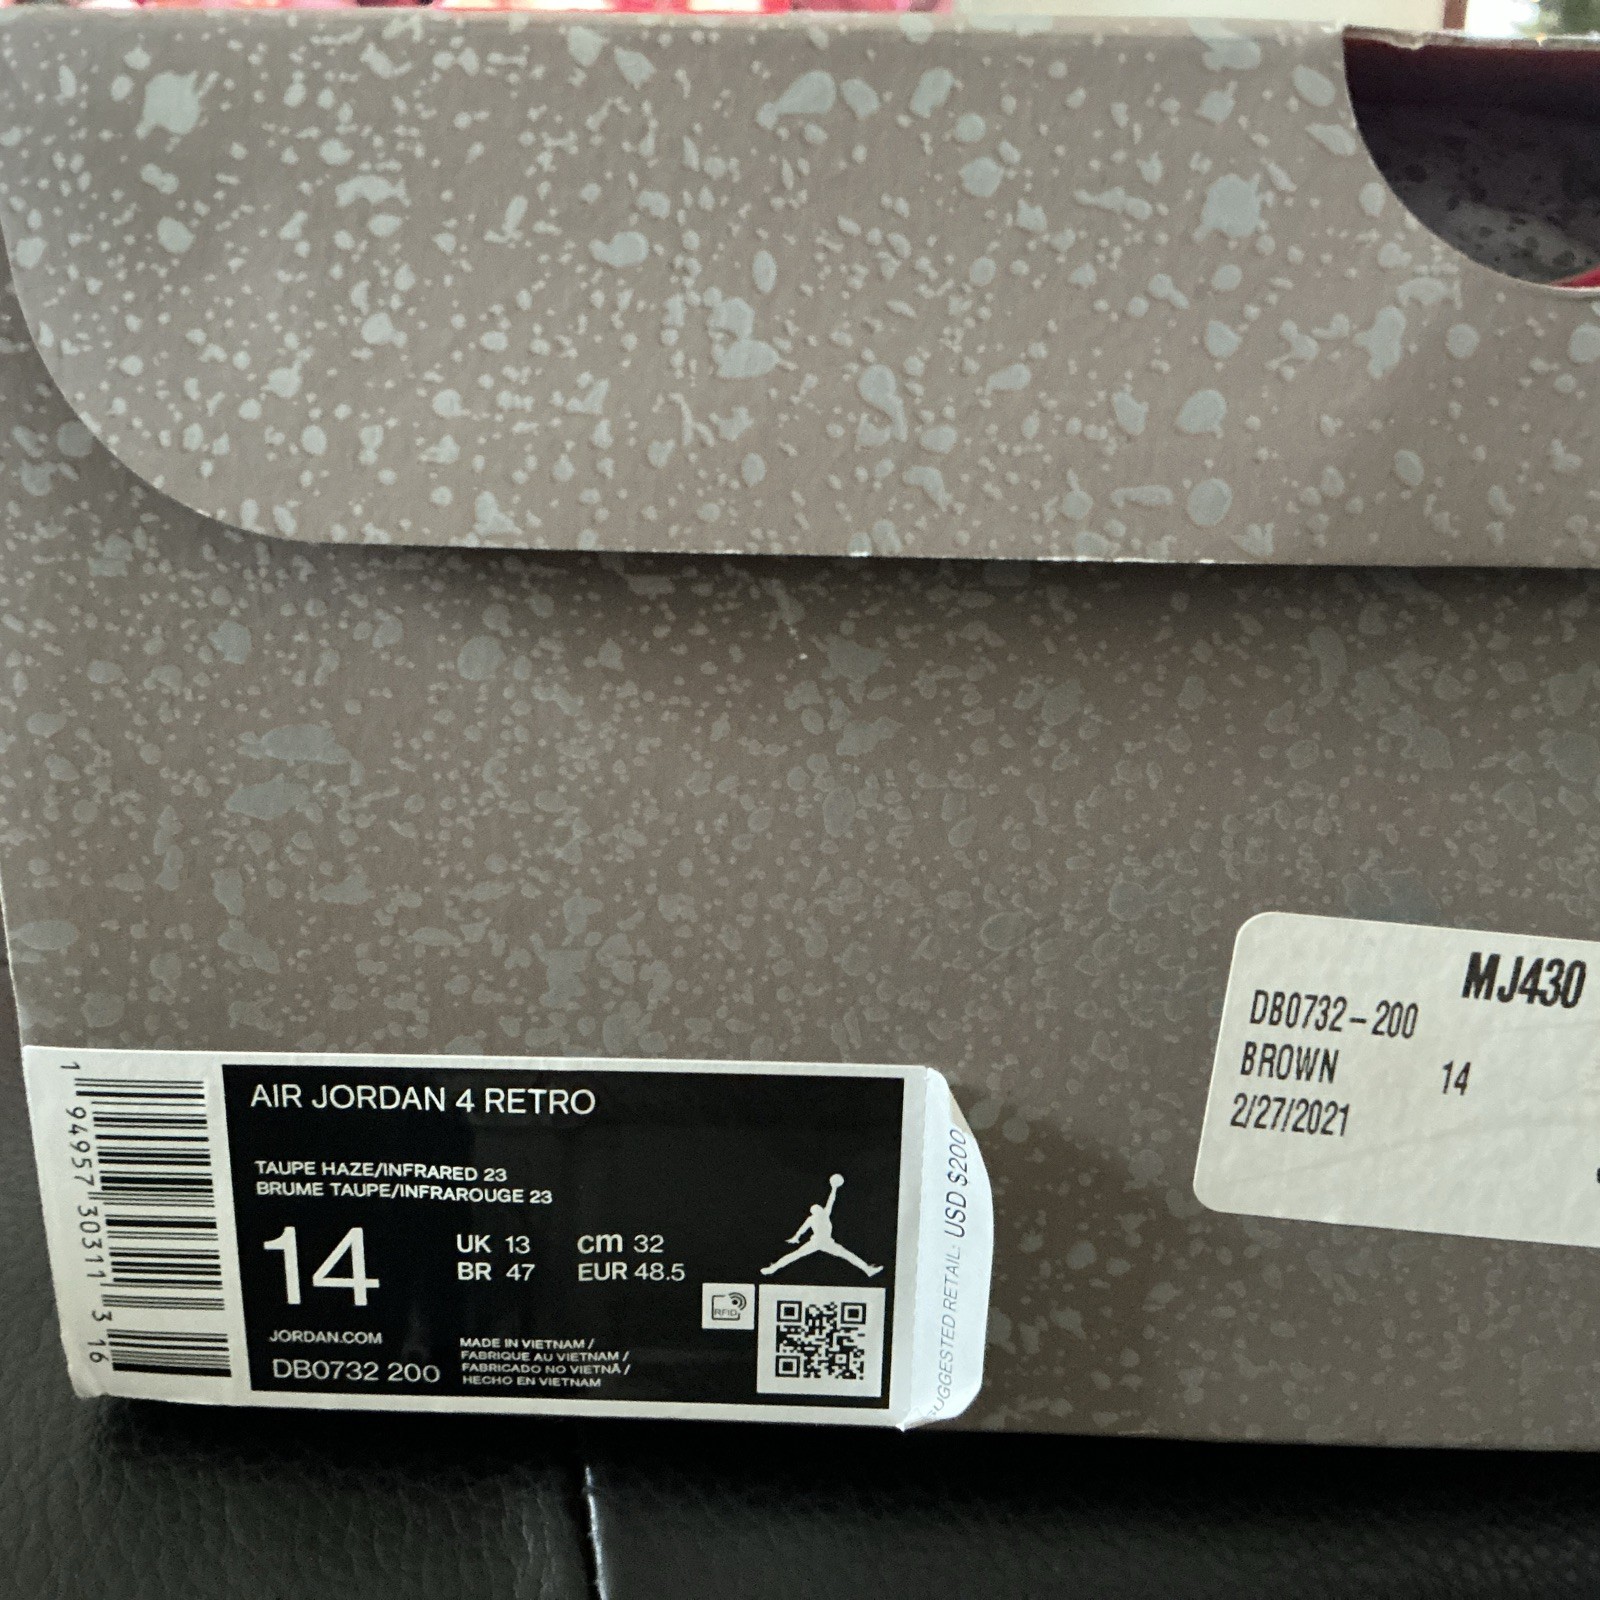 MJ430
DB0732-200
BROWN 14
2/27/2021
AIR JORDAN 4 RETRO
TAUPE HAZE/INFRARED 23
BRUME TAUPE/INFRAROUGE 23
14
UK 13 cm 32
BR 47 EUR 48.5
RFID
JORDAN.COM
DB0732 200
MADE IN VIETNAM /
FABRIQUE AU VIETNAM /
FABRICADO NO VIETNÃ /
HECHO EN VIETNAM
SUGGESTED RETAIL: USD $200
1 94957 30311 3 16